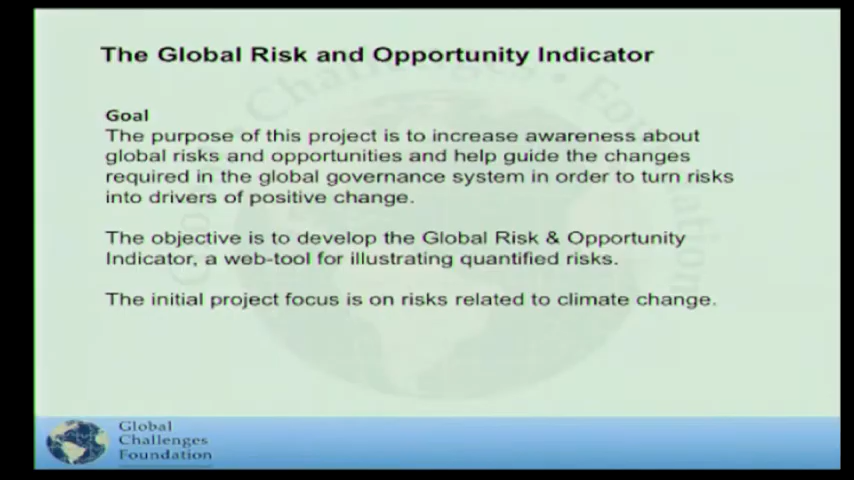 The Global Risk and Opportunity Indicator
Goal
The purpose of this project is to increase awareness about
global risks and opportunities and help guide the changes
required in the global governance system in order to turn risks
into drivers of positive change.
The objective is to develop the Global Risk & Opportunity
Indicator, a web-tool for illustrating quantified risks.
The initial project focus is on risks related to climate change.
Global
Challenges
Foundation